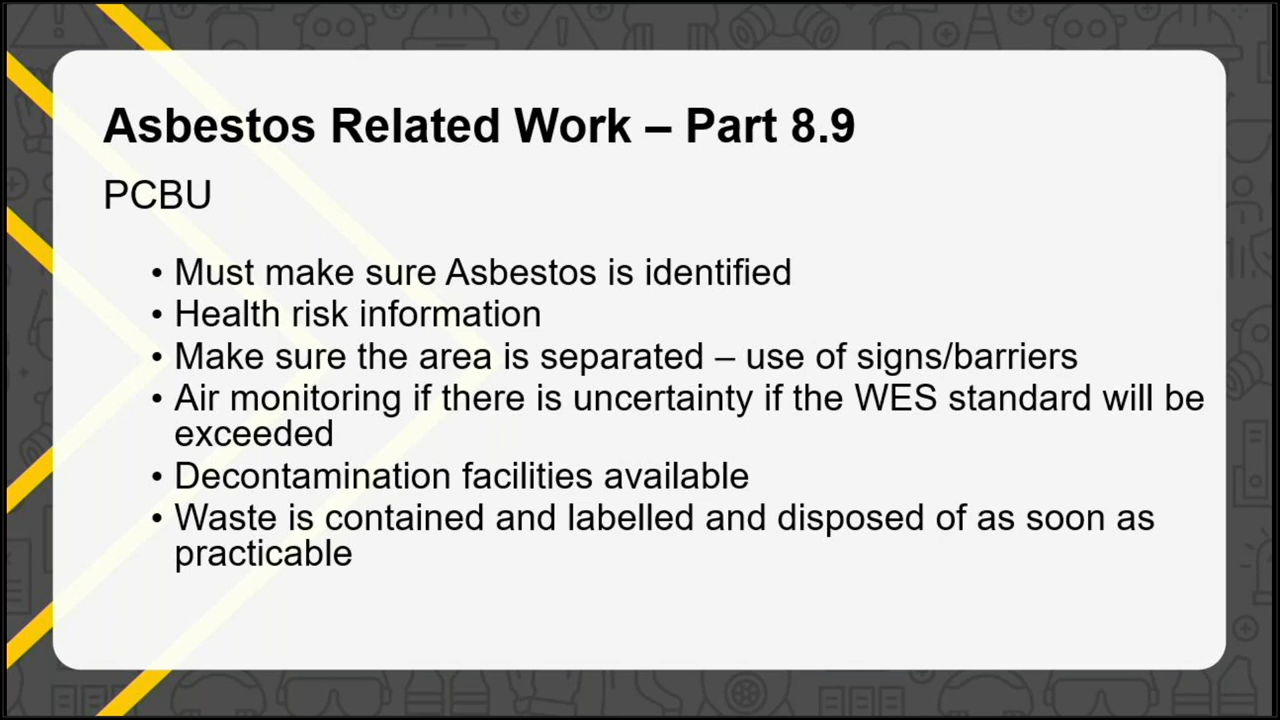 Asbestos Related Work – Part 8.9
PCBU
• Must make sure Asbestos is identified
• Health risk information
• Make sure the area is separated – use of signs/barriers
• Air monitoring if there is uncertainty if the WES standard will be
exceeded
• Decontamination facilities available
• Waste is contained and labelled and disposed of as soon as
practicable